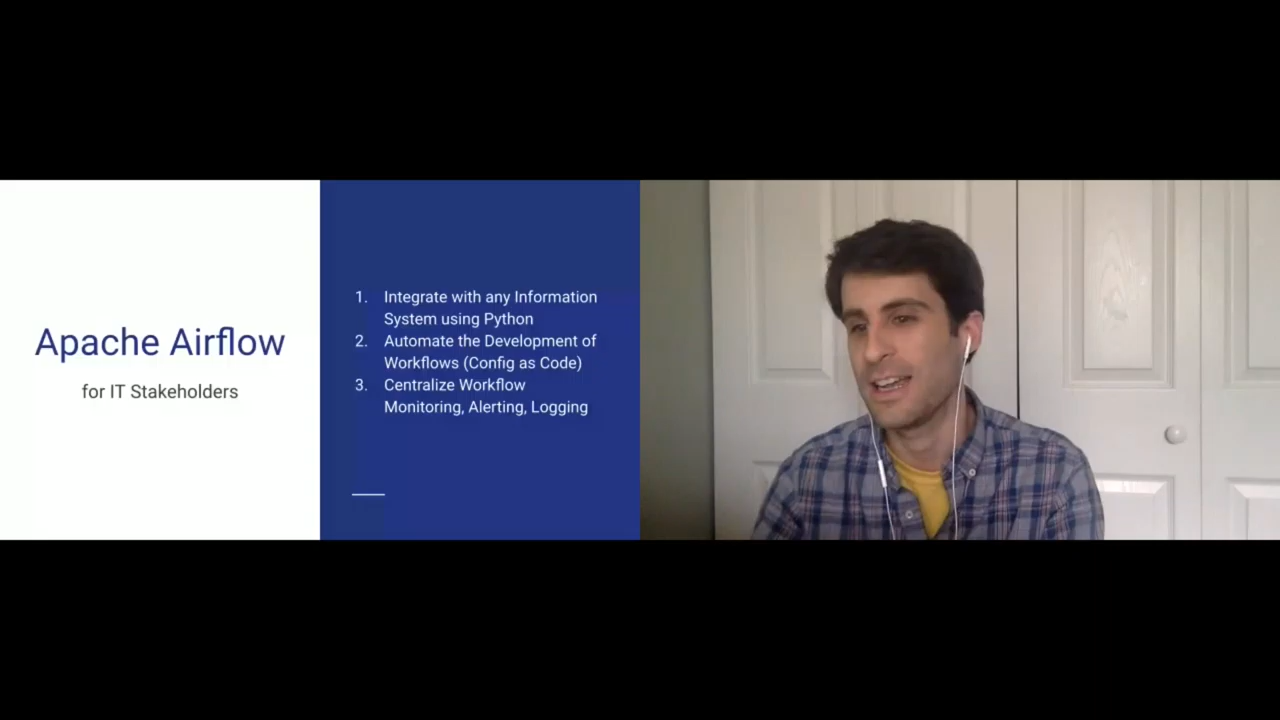 Apache Airflow
for IT Stakeholders
1. Integrate with any Information
System using Python
2. Automate the Development of
Workflows (Config as Code)
3. Centralize Workflow
Monitoring, Alerting, Logging